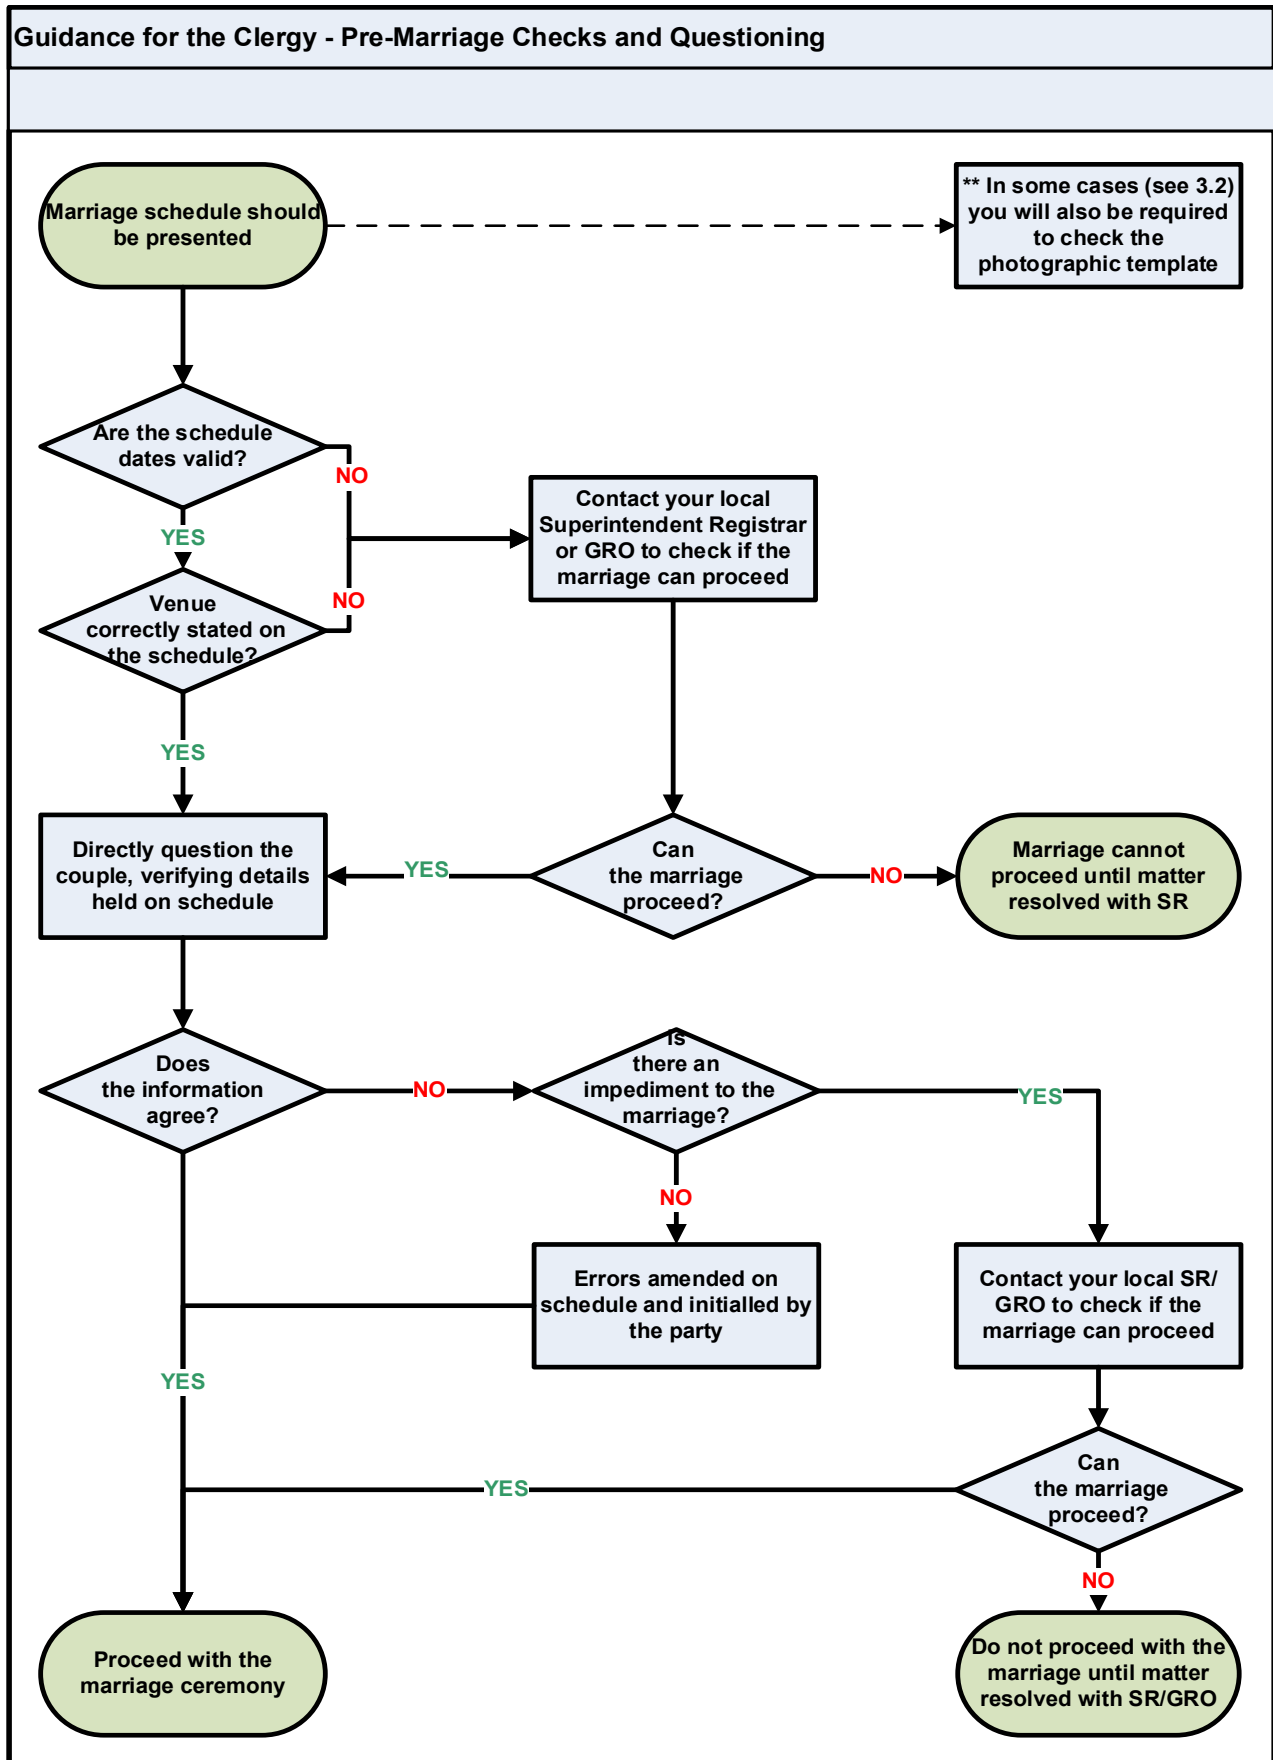 Guidance for the Clergy - Pre-Marriage Checks and Questioning
Marriage schedule should
be presented
** In some cases (see 3.2)
you will also be required
to check the
photographic template
Are the schedule
dates valid?
NO
YES
Contact your local
Superintendent Registrar
or GRO to check if the
marriage can proceed
Venue
correctly stated on
the schedule?
NO
YES
Directly question the
couple, verifying details
held on schedule
YES
Can
the marriage
proceed?
NO
Marriage cannot
proceed until matter
resolved with SR
Does
the information
agree?
NO
Is
there an
impediment to the
marriage?
YES
NO
Errors amended on
schedule and initialled by
the party
Contact your local SR/
GRO to check if the
marriage can proceed
YES
YES
Can
the marriage
proceed?
NO
Proceed with the
marriage ceremony
Do not proceed with the
marriage until matter
resolved with SR/GRO